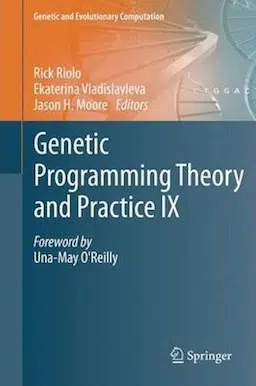 Genetic and Evolutionary Computation
Rick Riolo
Ekaterina Vladislavleva
Jason H. Moore Editors
CTGGAC
Genetic
Programming Theory
and Practice IX
Foreword by
Una-May O'Reilly
Springer